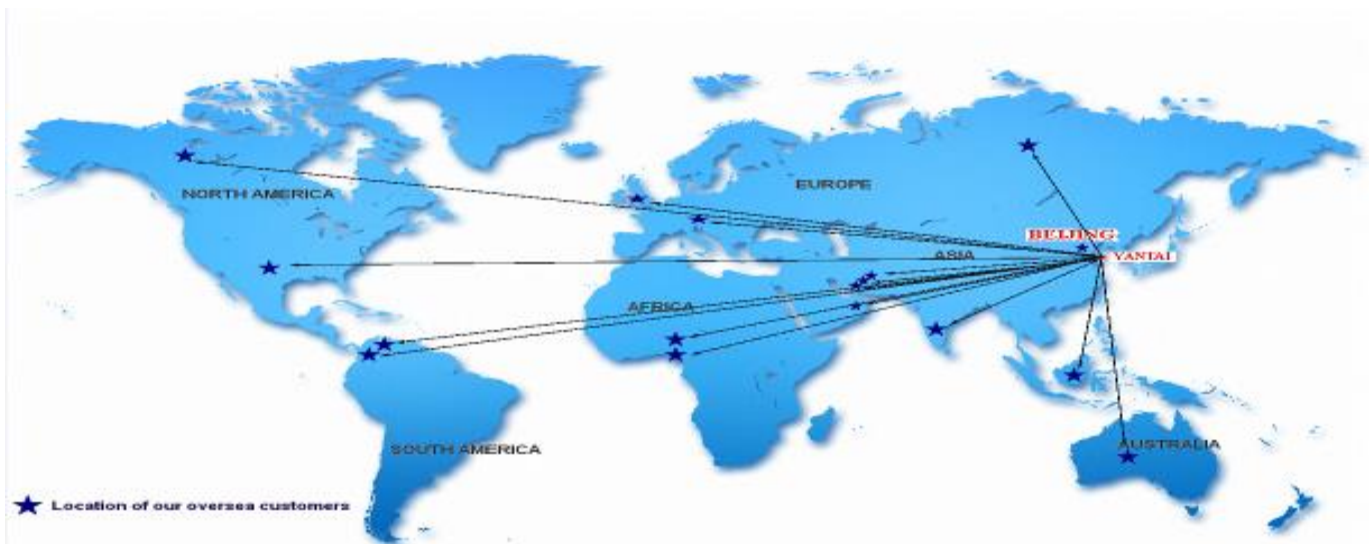 EUROPE
NORTH AMERICA
BEIJING
ASIA
YANTAI
AFRICA
SOUTH AMERICA
AUSTRALIA
Location of our oversea customers